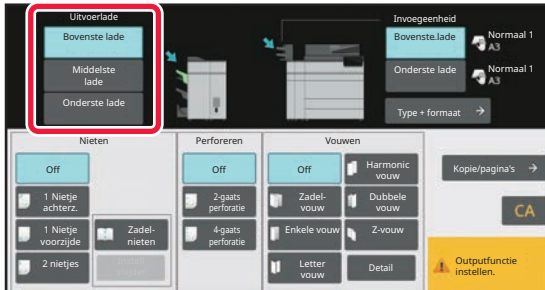 Uitvoerlade
Bovenste lade
Middelste
lade
Onderste lade
Invoegeenheid
Bovenste.lade
Normaal 1
A3
Onderste lade
Normaal 1
A3
Type + formaat
Nieten
Off
1 Nietje
achterz.
1 Nietje
voorzijde
Zadel-
nieten
2 nietjes
Perforeren
Off
2-gaats
perforatie
4-gaats
perforatie
Vouwen
Off
Harmonic
vouw
Zadel-
vouw
Dubbele
vouw
Enkele vouw
Z-vouw
Letter
vouw
Detail
Kopie/pagina's
CA
Outputfunctie
instellen.